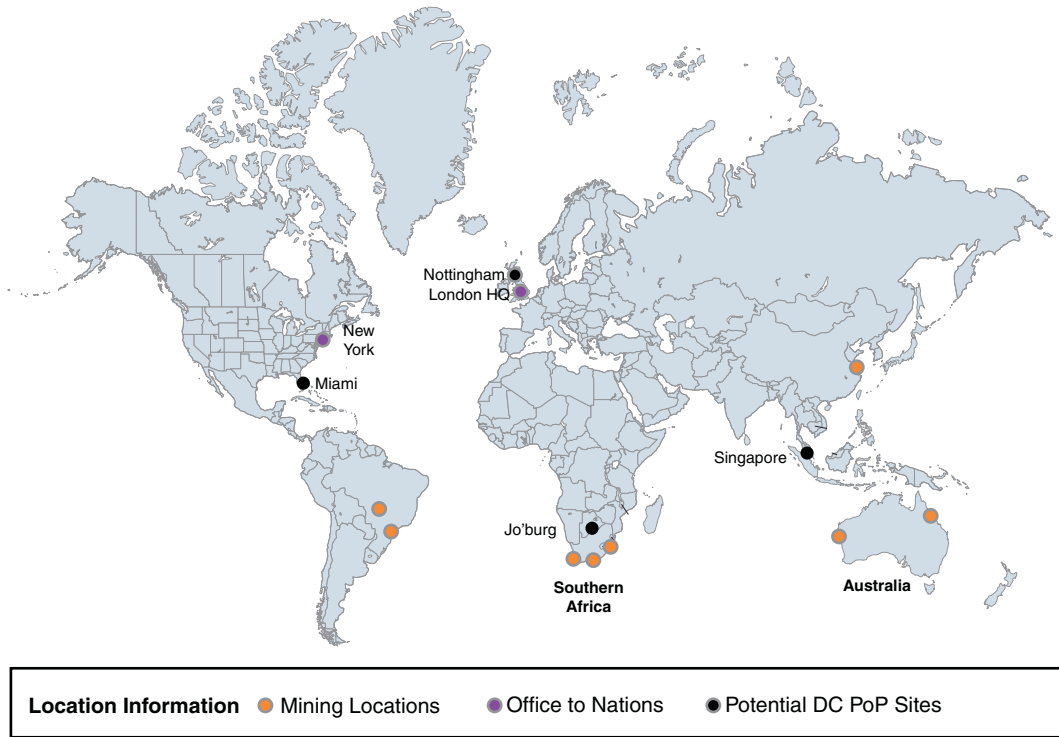 Nottingham
London HQ
New
York
Miami
Singapore
Jo'burg
Southern
Africa
Australia
Location Information Mining Locations Office to Nations Potential DC PoP Sites